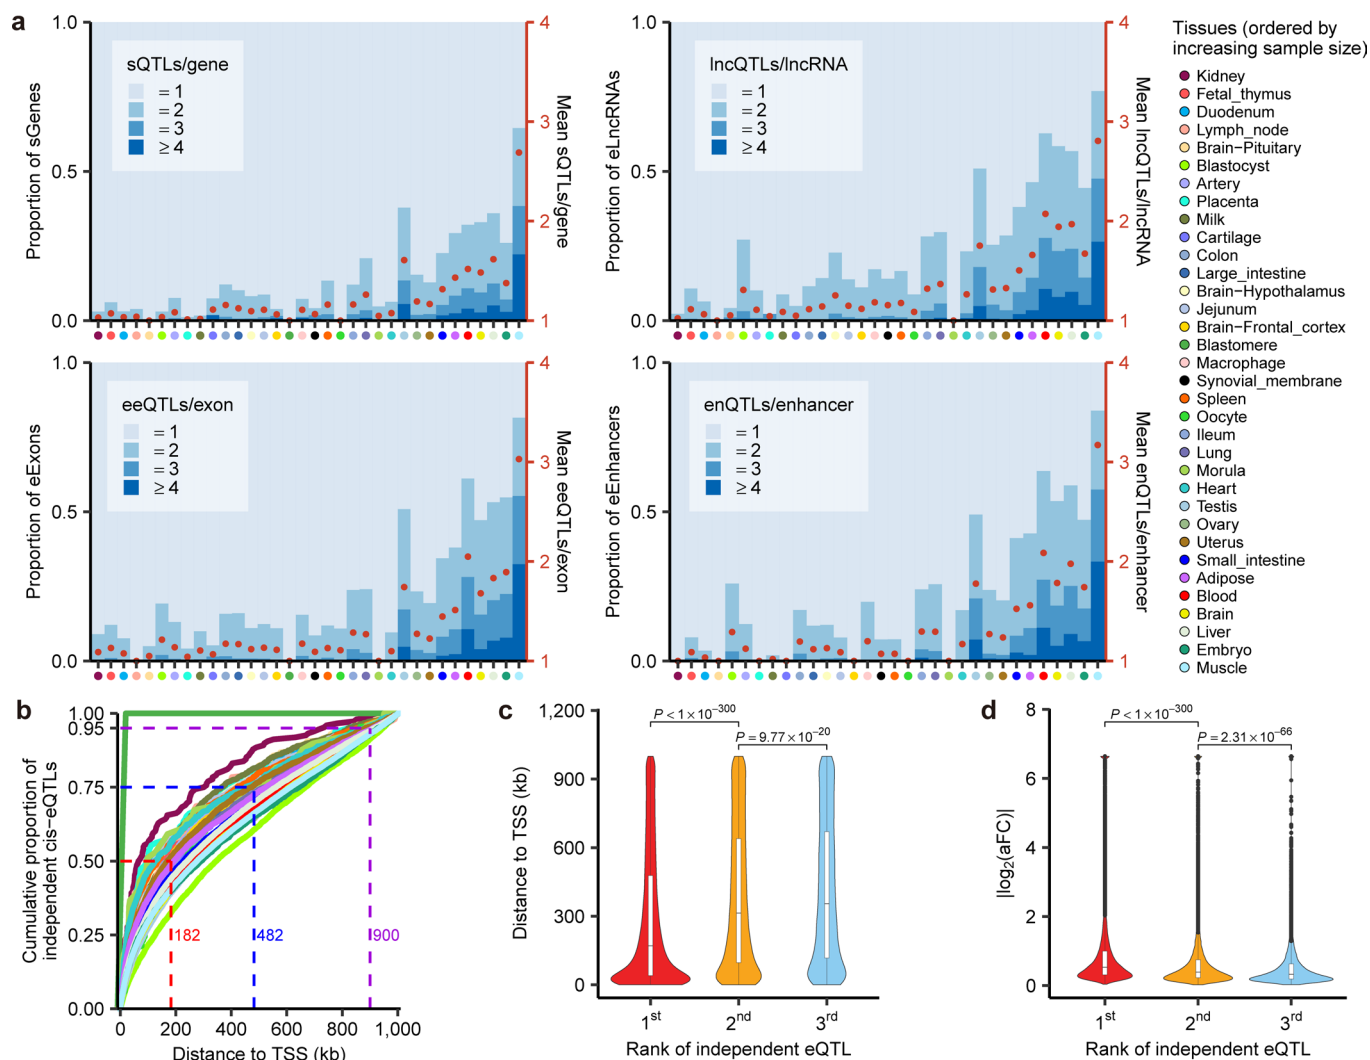 a
1.0
0.5
0.0
Proportion of sGenes
sQTLs/gene
= 1
= 2
= 3
≥ 4
4
3
2
1
Mean sQTLs/gene
1.0
0.5
0.0
Proportion of eLncRNAs
lncQTLs/lncRNA
= 1
= 2
= 3
≥ 4
4
3
2
1
Mean lncQTLs/lncRNA
1.0
0.5
0.0
Proportion of eExons
eeQTLs/exon
= 1
= 2
= 3
≥ 4
4
3
2
1
Mean eeQTLs/exon
1.0
0.5
0.0
Proportion of eEnhancers
enQTLs/enhancer
= 1
= 2
= 3
≥ 4
4
3
2
1
Mean enQTLs/enhancer
Tissues (ordered by
increasing sample size)
Kidney
Fetal_thymus
Duodenum
Lymph_node
Brain−Pituitary
Blastocyst
Artery
Placenta
Milk
Cartilage
Colon
Large_intestine
Brain−Hypothalamus
Jejunum
Brain−Frontal_cortex
Blastomere
Macrophage
Synovial_membrane
Spleen
Oocyte
Ileum
Lung
Morula
Heart
Testis
Ovary
Uterus
Small_intestine
Adipose
Blood
Brain
Liver
Embryo
Muscle
b
1.00
0.95
0.75
0.50
0.25
0.00
Cumulative proportion of
independent cis−eQTLs
182
482
900
0 200 400 600 800 1,000
Distance to TSS (kb)
c
1,200
900
600
300
0
Distance to TSS (kb)
P < 1 × 10⁻³⁰⁰
P = 9.77 × 10⁻²⁰
1st 2nd 3rd
Rank of independent eQTL
d
8
6
4
2
0
|log₂(aFC)|
P < 1 × 10⁻³⁰⁰
P = 2.31 × 10⁻⁶⁶
1st 2nd 3rd
Rank of independent eQTL